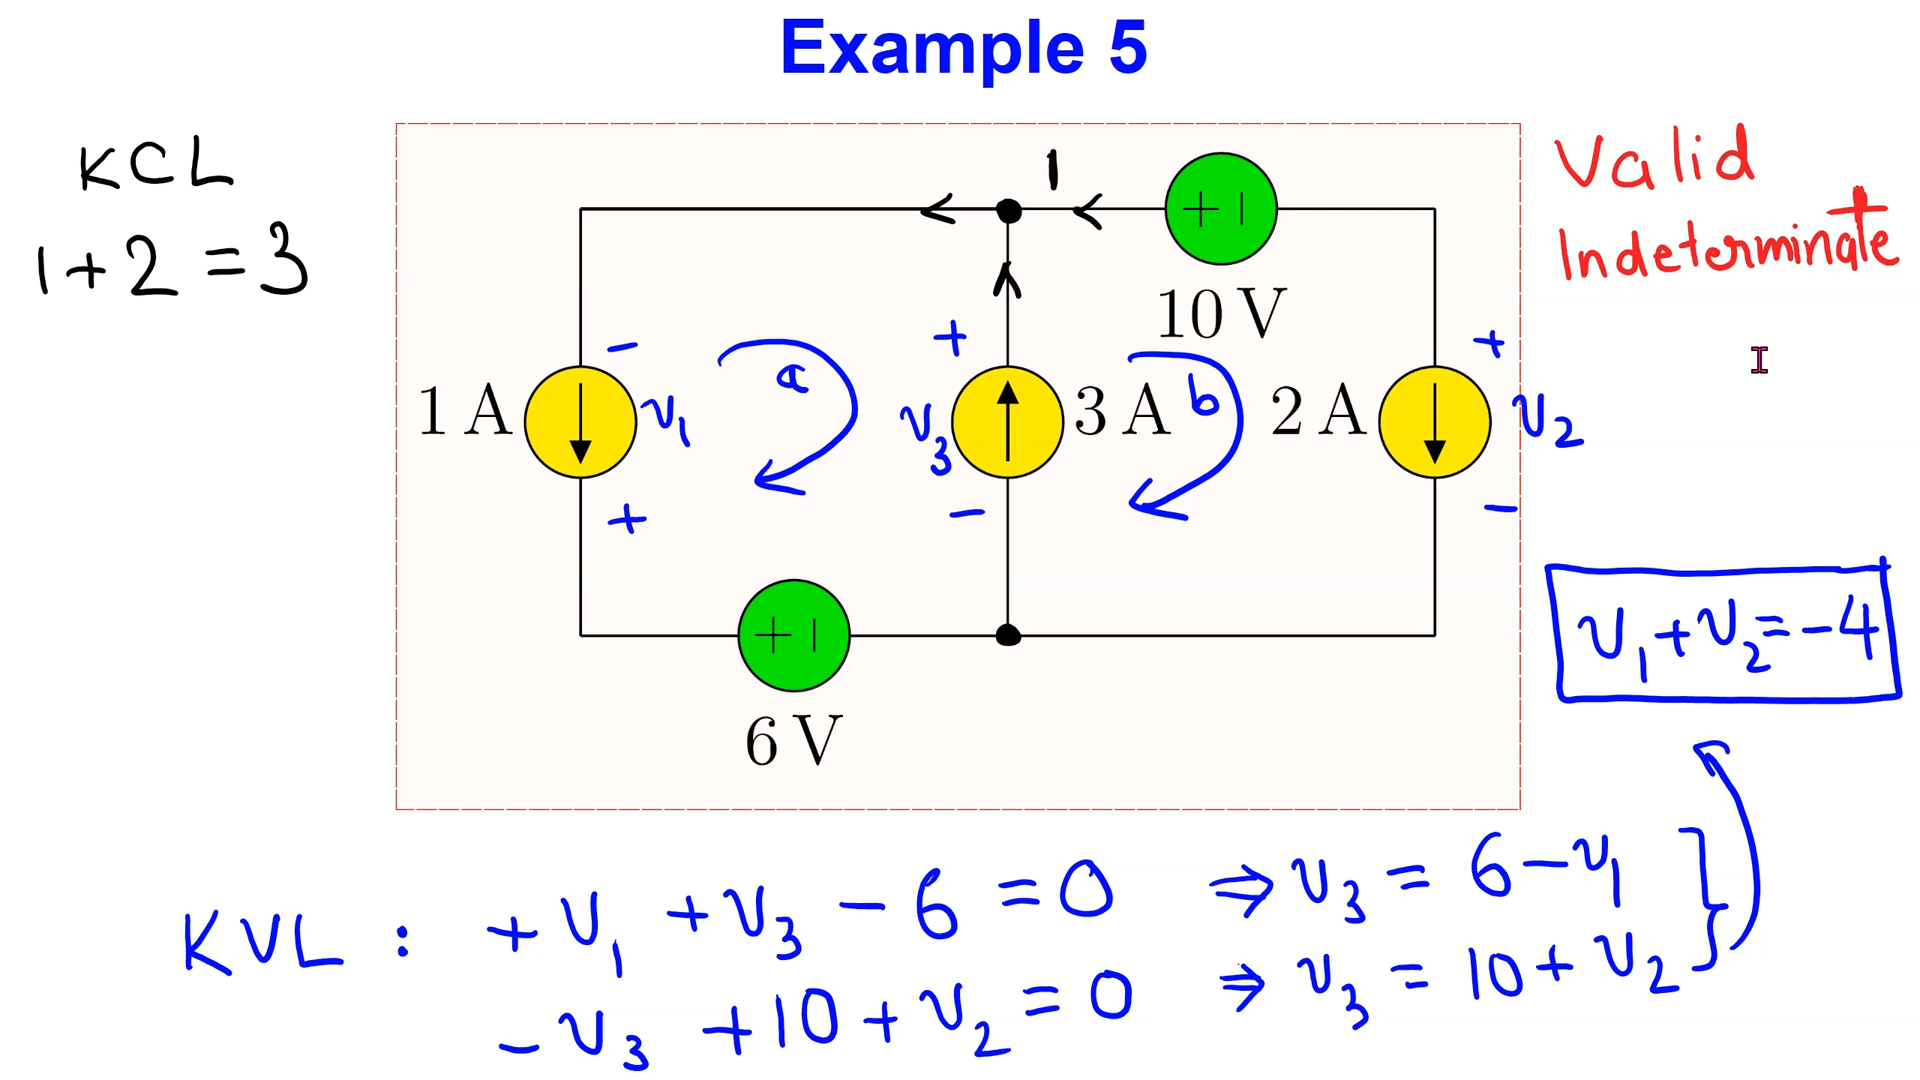 Example 5
KCL
1+2=3
Valid
Indeterminate
1
+ -
10 V
- + +
1 A v1 a v3 3 A b 2 A v2
+ - -
+ -
6 V
v1+v2=-4
KVL : +v1 +v3 - 6 = 0 ⇒ v3 = 6-v1
-v3 +10 + v2 = 0 ⇒ v3 = 10+v2